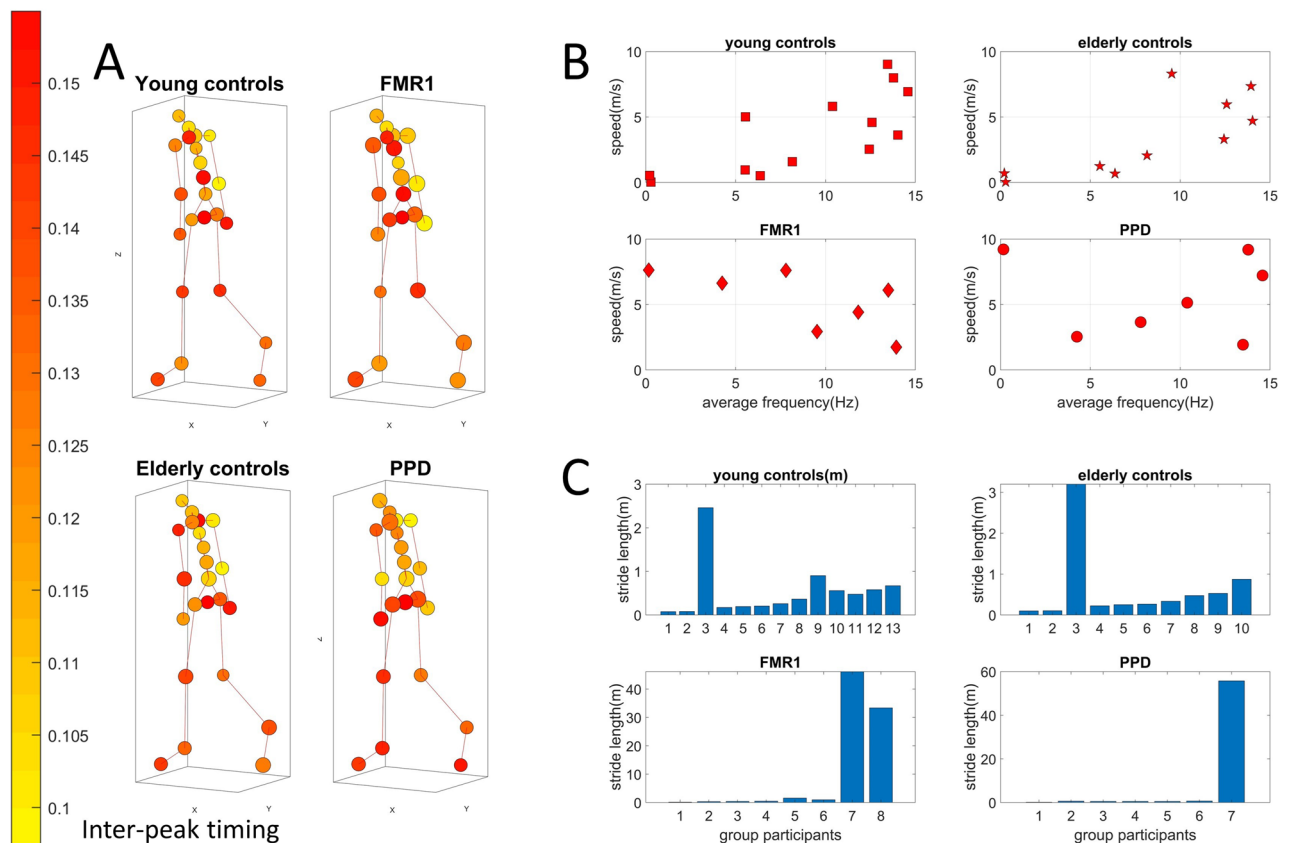 A
Young controls
FMR1
Z
X
Y
Elderly controls
PPD
Z
X
Y
X
Y
0.15
0.145
0.14
0.135
0.13
0.125
0.12
0.115
0.11
0.105
0.1
Inter-peak timing
B
young controls
speed(m/s)
10
5
0
0 5 10 15
elderly controls
speed(m/s)
10
5
0
0 5 10 15
FMR1
speed(m/s)
10
5
0
0 5 10 15
average frequency(Hz)
PPD
speed(m/s)
10
5
0
0 5 10 15
average frequency(Hz)
C
young controls(m)
stride length(m)
3
2
1
0
1 2 3 4 5 6 7 8 9 10 11 12 13
elderly controls
stride length(m)
3
2
1
0
1 2 3 4 5 6 7 8 9 10
FMR1
stride length(m)
40
30
20
10
0
1 2 3 4 5 6 7 8
group participants
PPD
stride length(m)
60
40
20
0
1 2 3 4 5 6 7
group participants